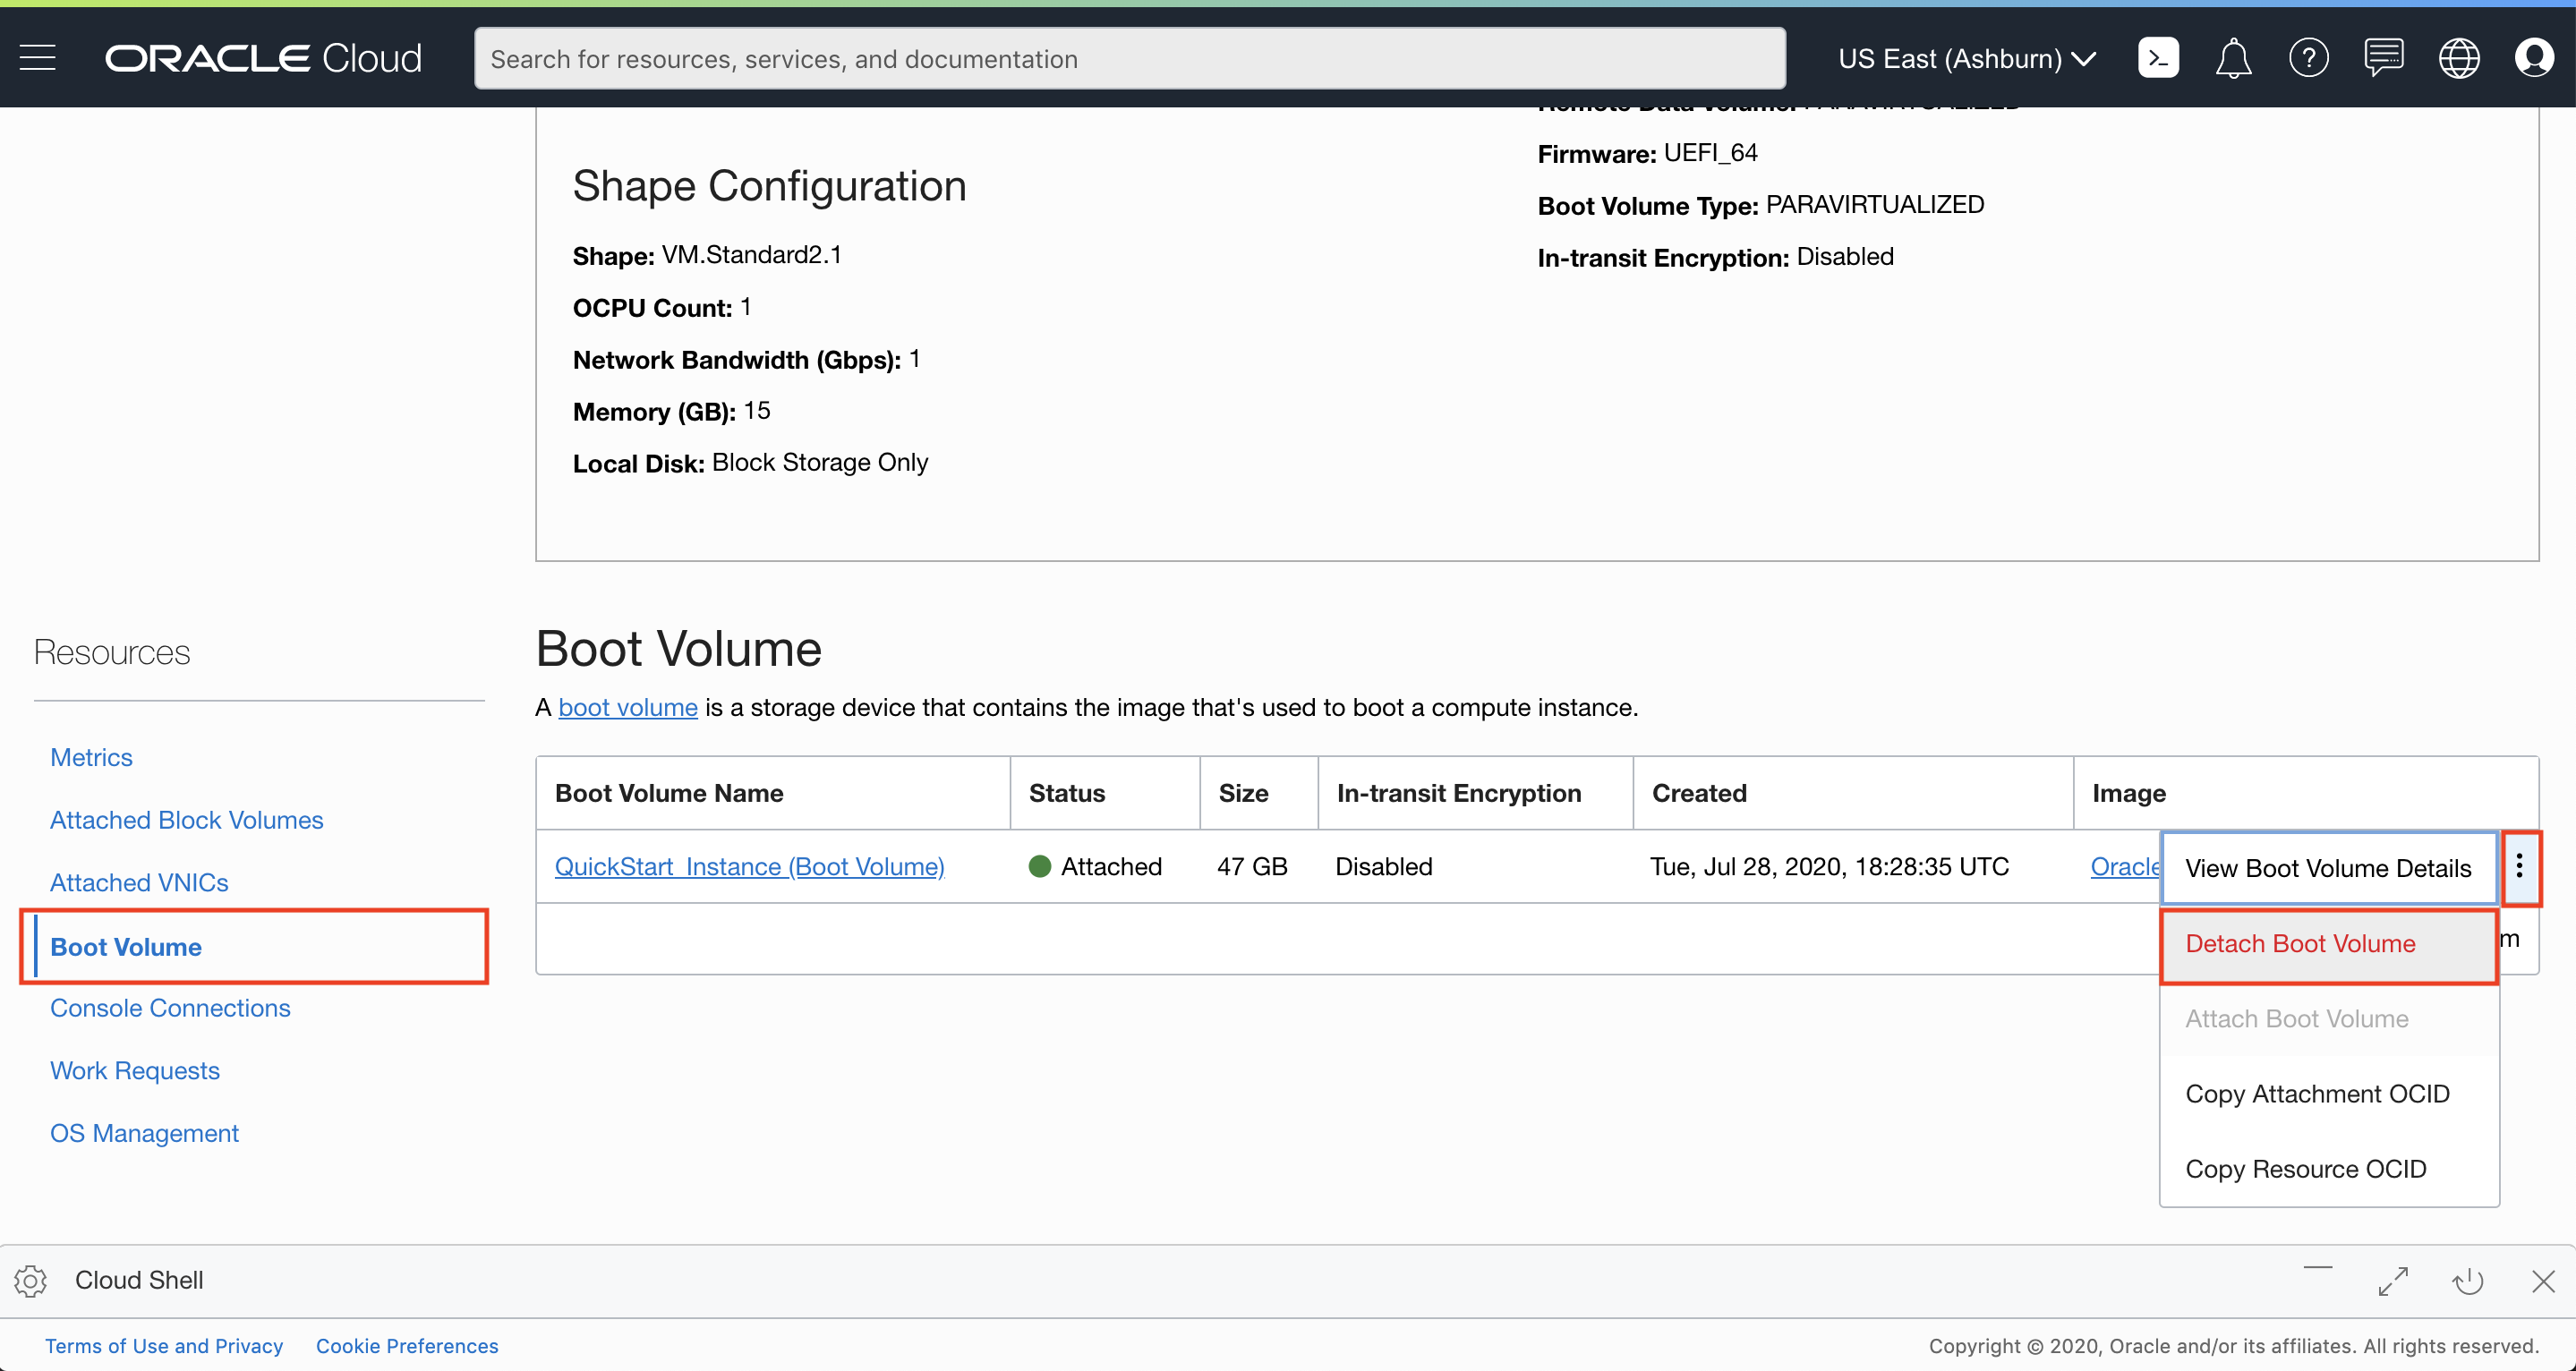 ORACLE Cloud
Search for resources, services, and documentation
US East (Ashburn)
Remote Data Volume: PARAVIRTUALIZED
Shape Configuration
Firmware: UEFI_64
Boot Volume Type: PARAVIRTUALIZED
In-transit Encryption: Disabled
Shape: VM.Standard2.1
OCPU Count: 1
Network Bandwidth (Gbps): 1
Memory (GB): 15
Local Disk: Block Storage Only
Resources
Metrics
Attached Block Volumes
Attached VNICs
Boot Volume
Console Connections
Work Requests
OS Management
Boot Volume
A boot volume is a storage device that contains the image that's used to boot a compute instance.
Boot Volume Name Status Size In-transit Encryption Created Image
QuickStart_Instance (Boot Volume) Attached 47 GB Disabled Tue, Jul 28, 2020, 18:28:35 UTC Oracle
View Boot Volume Details
Detach Boot Volume
m
Attach Boot Volume
Copy Attachment OCID
Copy Resource OCID
Cloud Shell
Terms of Use and Privacy Cookie Preferences
Copyright © 2020, Oracle and/or its affiliates. All rights reserved.